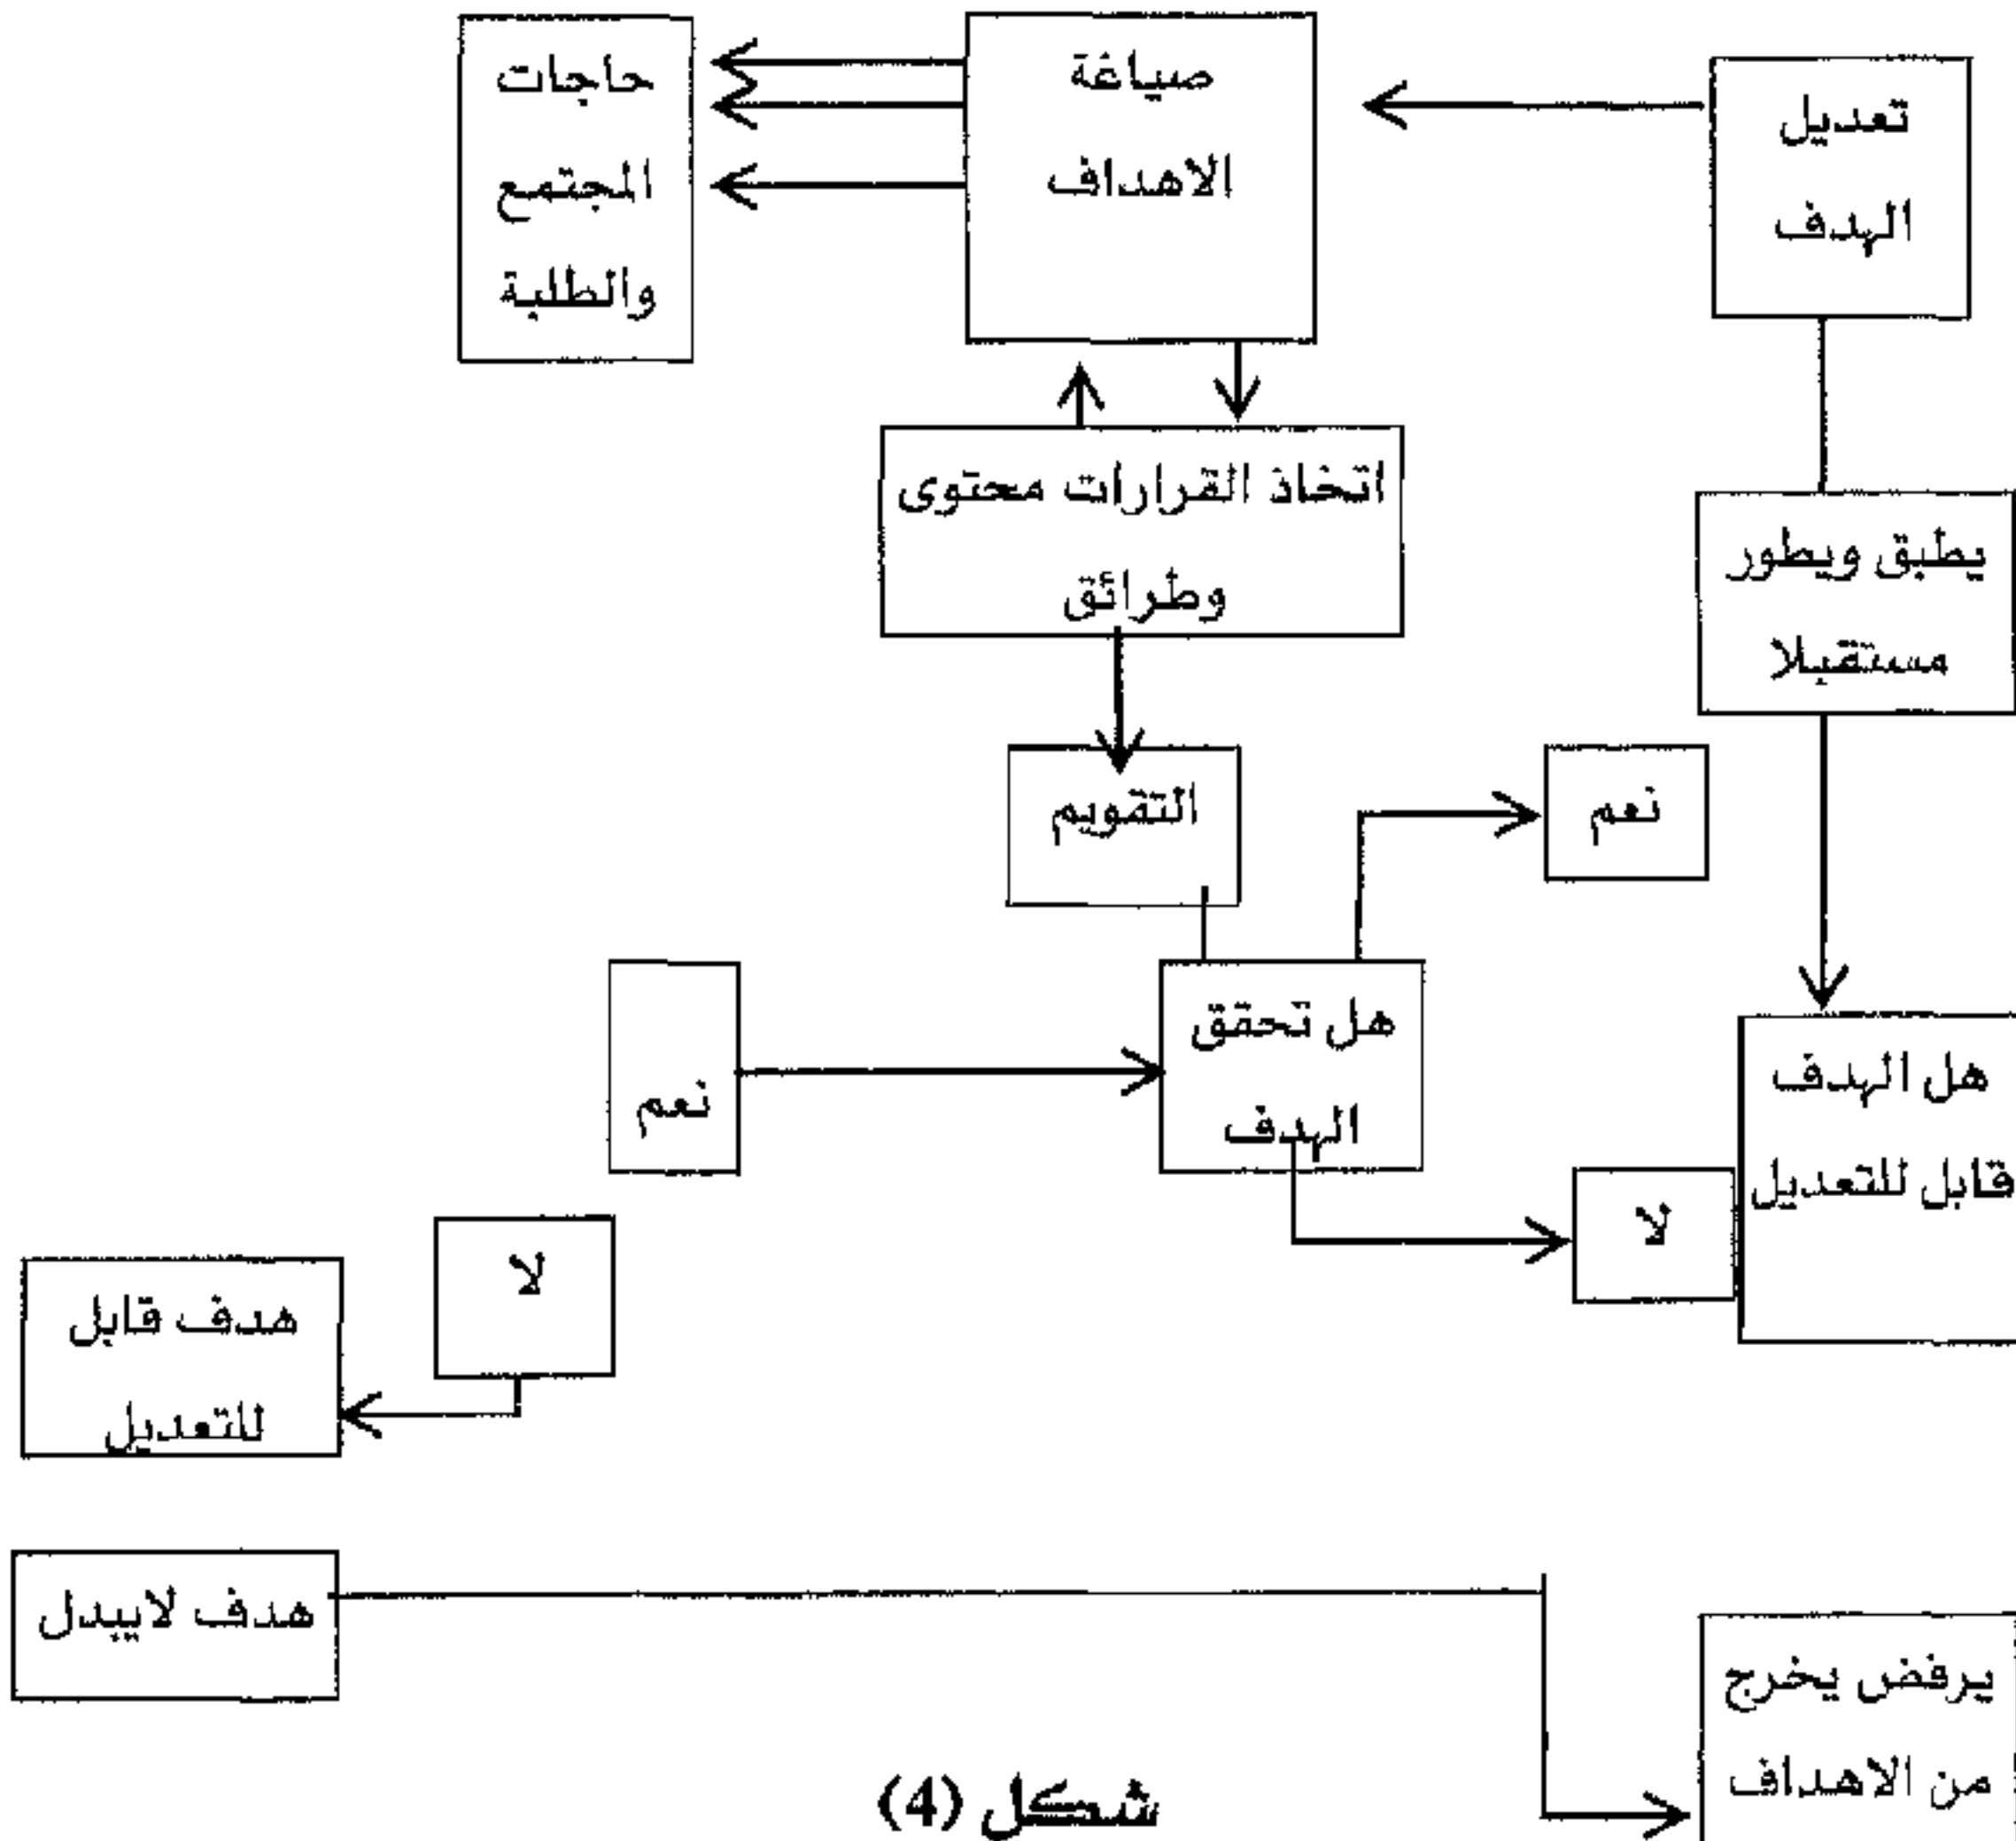 تعديل
الهدف
صياغة
الاهداف
حاجات
المجتمع
والطلبة
اتخاذ القرارات محتوى
وطرائق
يطبق ويطور
مستقبلا
التقويم
نعم
هل تحقق
الهدف
نعم
هل الهدف
قابل للتعديل
لا
لا
هدف قابل
للتعديل
هدف لايبدل
يرفض يخرج
من الاهداف
شكل (4)